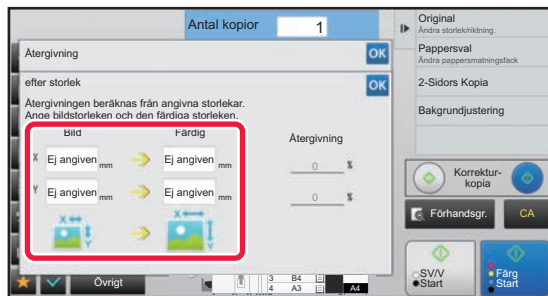 Antal kopior 1
Återgivning OK
efter storlek OK
Återgivningen beräknas från angivna storlekar.
Ange bildstorleken och den färdiga storleken.
Bild Färdig
Återgivning
X Ej angiven mm Ej angiven mm 0 %
Y Ej angiven mm Ej angiven mm 0 %
X X
Y Y
Övrigt
3 B4
4 A3 A4
Original
Ändra storlek/riktning.
Pappersval
Ändra pappersmatningsfack
2-Sidors Kopia
Bakgrundjustering
Korrektur-
kopia
Förhandsgr. CA
SV/V
Start
Färg
Start